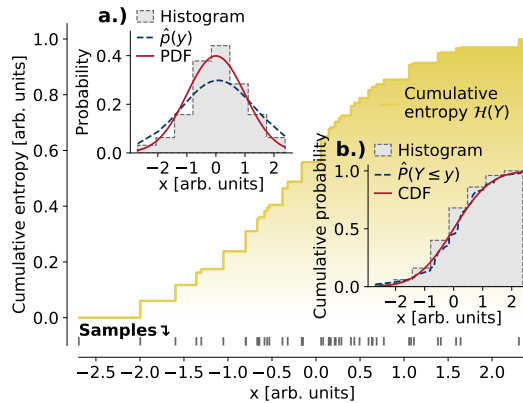 a.)
Histogram
p̂(y)
PDF
Probability
0.4
0.2
0.0
−2
−1
0
1
2
x [arb. units]
Cumulative entropy [arb. units]
1.0
0.8
0.6
0.4
0.2
0.0
Cumulative
entropy ℋ(Y)
b.)
Histogram
P̂(Y ≤ y)
CDF
Cumulative probability
1.0
0.5
0.0
−2
−1
0
1
2
x [arb. units]
Samples↴
−2.5
−2.0
−1.5
−1.0
−0.5
0.0
0.5
1.0
1.5
2.0
x [arb. units]